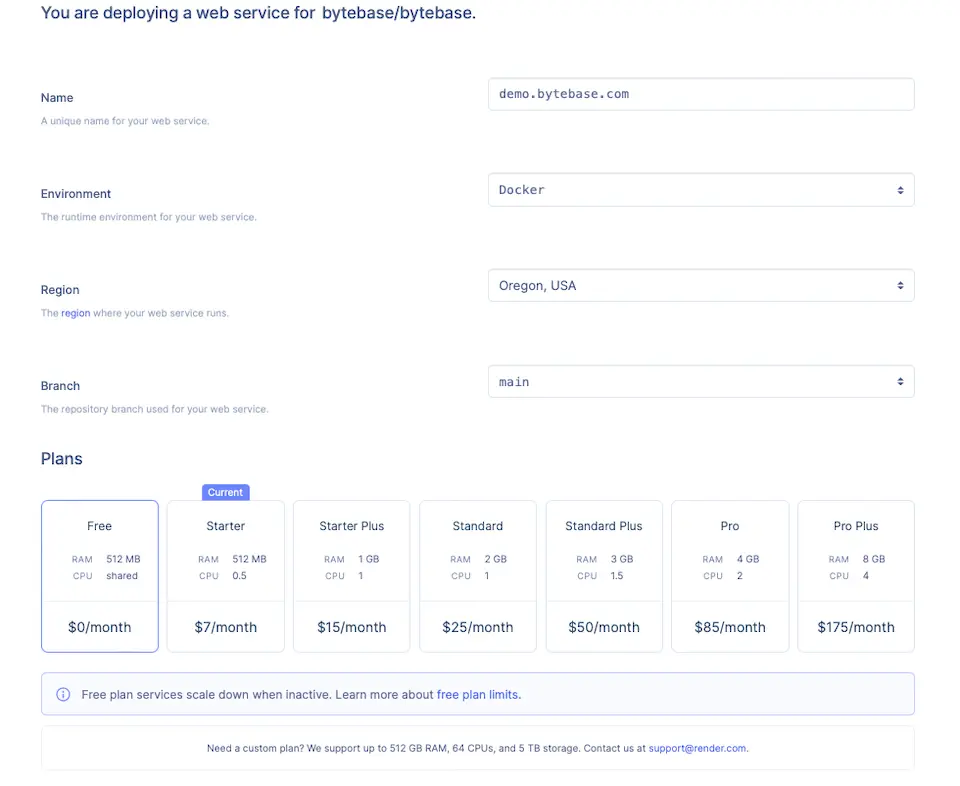 You are deploying a web service for bytebase/bytebase.
Name
demo.bytebase.com
A unique name for your web service.
Environment
Docker
The runtime environment for your web service.
Region
Oregon, USA
The region where your web service runs.
Branch
main
The repository branch used for your web service.
Plans
Current
Free
RAM 512 MB
CPU shared
$0/month
Starter
RAM 512 MB
CPU 0.5
$7/month
Starter Plus
RAM 1 GB
CPU 1
$15/month
Standard
RAM 2 GB
CPU 1
$25/month
Standard Plus
RAM 3 GB
CPU 1.5
$50/month
Pro
RAM 4 GB
CPU 2
$85/month
Pro Plus
RAM 8 GB
CPU 4
$175/month
Free plan services scale down when inactive. Learn more about free plan limits.
Need a custom plan? We support up to 512 GB RAM, 64 CPUs, and 5 TB storage. Contact us at support@render.com.